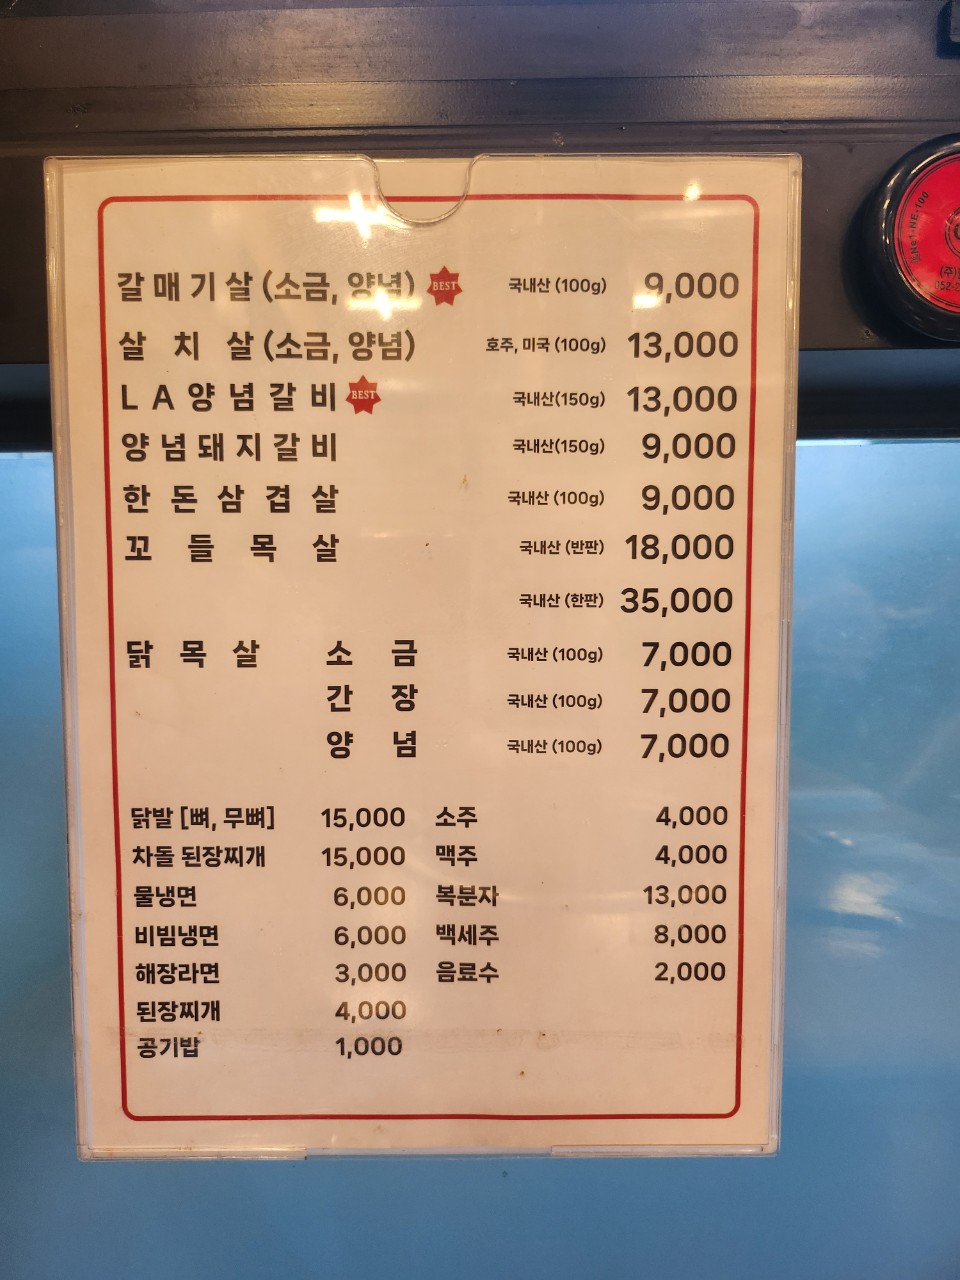 갈매기살 (소금, 양념) BEST 국내산 (100g) 9,000
살 치 살 (소금, 양념) 호주, 미국 (100g) 13,000
LA양념갈비 BEST 국내산(150g) 13,000
양념돼지갈비 국내산(150g) 9,000
한돈삼겹살 국내산 (100g) 9,000
꼬들목살 국내산 (반판) 18,000
국내산 (한판) 35,000
닭목살 소금 국내산 (100g) 7,000
간장 국내산 (100g) 7,000
양념 국내산 (100g) 7,000
닭발 [뼈, 무뼈] 15,000 소주 4,000
차돌 된장찌개 15,000 맥주 4,000
물냉면 6,000 복분자 13,000
비빔냉면 6,000 백세주 8,000
해장라면 3,000 음료수 2,000
된장찌개 4,000
공기밥 1,000